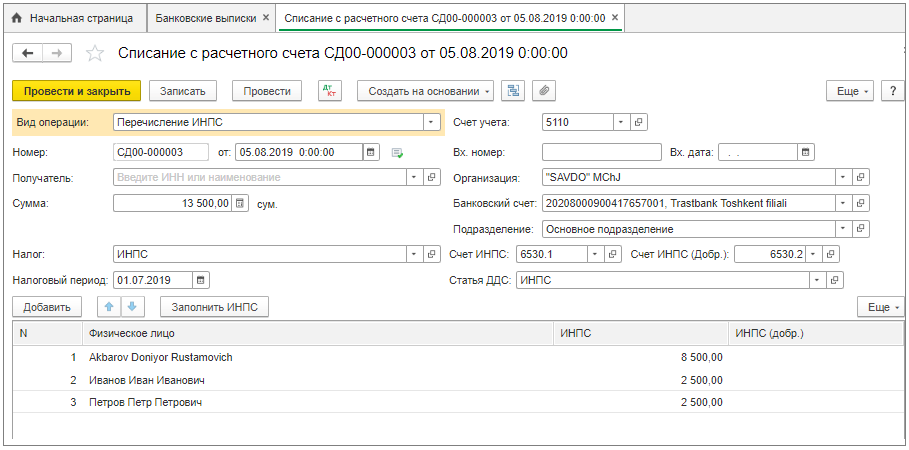 Начальная страница Банковские выписки × Списание с расчетного счета СД00-000003 от 05.08.2019 0:00:00 ×
Списание с расчетного счета СД00-000003 от 05.08.2019 0:00:00
Провести и закрыть Записать Провести Дт Кт Создать на основании Еще ?
Вид операции: Перечисление ИНПС Счет учета: 5110
Номер: СД00-000003 от: 05.08.2019 0:00:00 Вх. номер: Вх. дата: . .
Получатель: Введите ИНН или наименование Организация: "SAVDO" MChJ
Сумма: 13 500,00 сум. Банковский счет: 20208000900417657001, Trastbank Toshkent filiali
Подразделение: Основное подразделение
Налог: ИНПС Счет ИНПС: 6530.1 Счет ИНПС (Добр.): 6530.2
Налоговый период: 01.07.2019 Статья ДДС: ИНПС
Добавить Заполнить ИНПС Еще
N Физическое лицо ИНПС ИНПС (добр.)
1 Akbarov Doniyor Rustamovich 8 500,00
2 Иванов Иван Иванович 2 500,00
3 Петров Петр Петрович 2 500,00